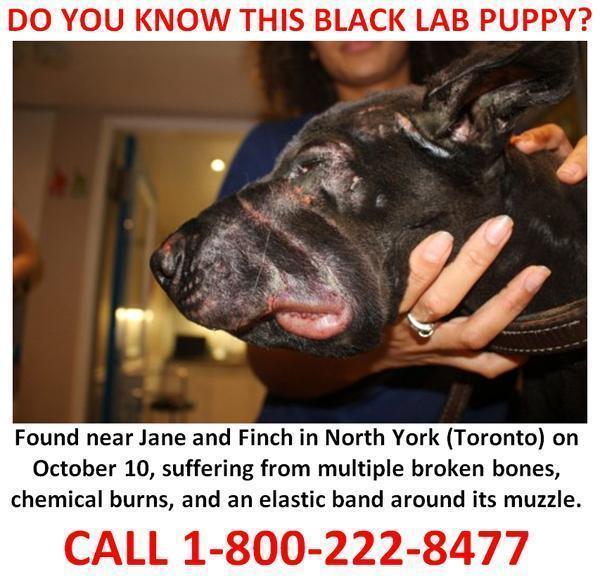 DO YOU KNOW THIS BLACK LAB PUPPY?
Found near Jane and Finch in North York (Toronto) on
October 10, suffering from multiple broken bones,
chemical burns, and an elastic band around its muzzle.
CALL 1-800-222-8477